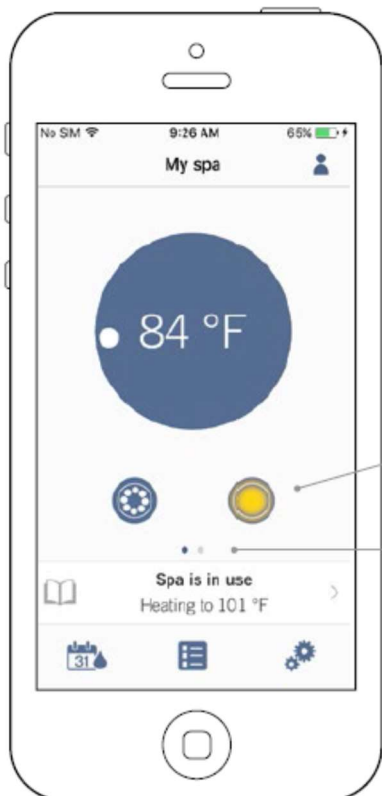 No SIM 9:26 AM 65%
My spa
84 °F
Spa is in use
Heating to 101 °F
31